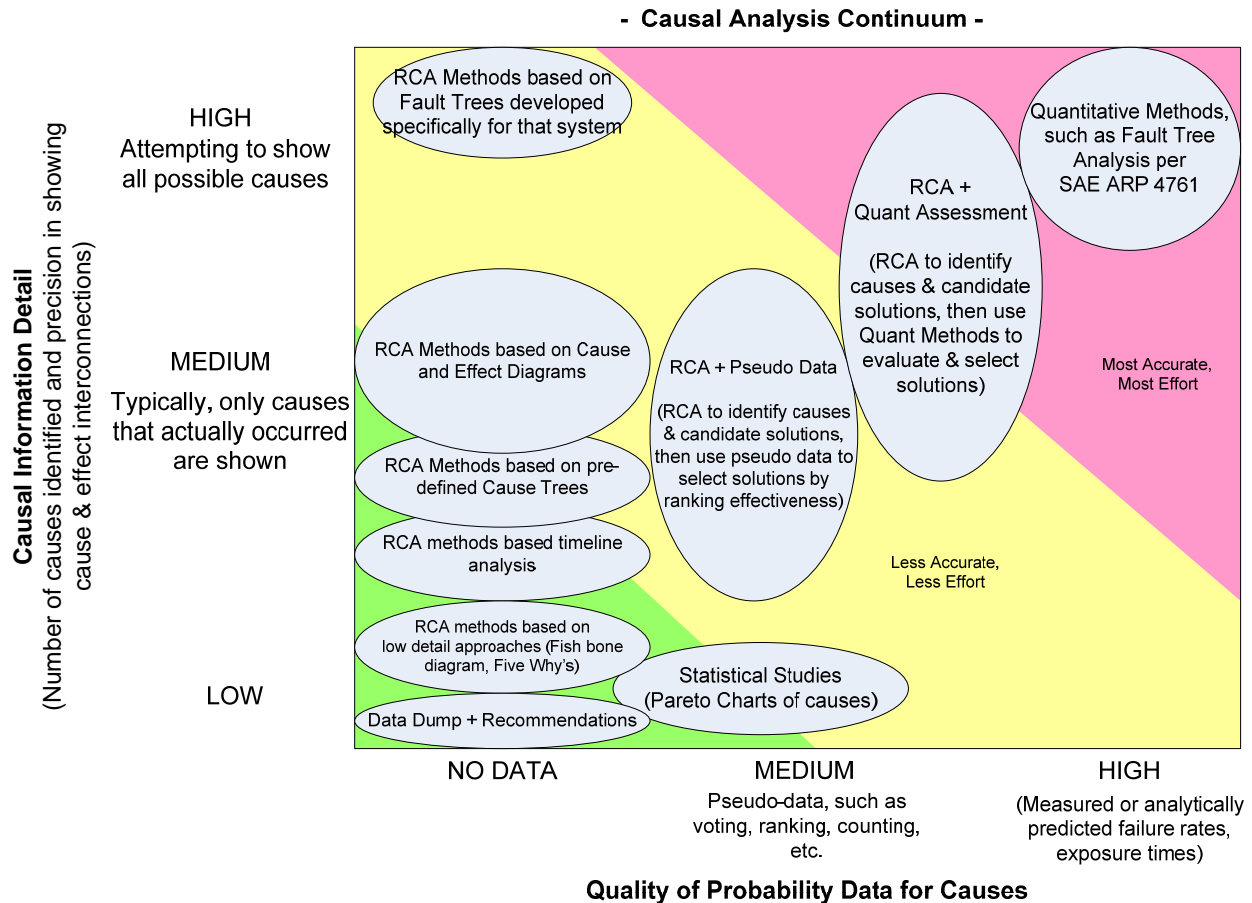 - Causal Analysis Continuum -
Causal Information Detail
(Number of causes identified and precision in showing
cause & effect interconnections)
HIGH
Attempting to show
all possible causes
MEDIUM
Typically, only causes
that actually occurred
are shown
LOW
RCA Methods based on
Fault Trees developed
specifically for that system
RCA Methods based on Cause
and Effect Diagrams
RCA Methods based on pre-
defined Cause Trees
RCA methods based timeline
analysis
RCA methods based on
low detail approaches (Fish bone
diagram, Five Why's)
Data Dump + Recommendations
RCA + Pseudo Data
(RCA to identify causes
& candidate solutions,
then use pseudo data to
select solutions by
ranking effectiveness)
Statistical Studies
(Pareto Charts of causes)
RCA +
Quant Assessment
(RCA to identify
causes & candidate
solutions, then use
Quant Methods to
evaluate & select
solutions)
Quantitative Methods,
such as Fault Tree
Analysis per
SAE ARP 4761
Most Accurate,
Most Effort
Less Accurate,
Less Effort
NO DATA
MEDIUM
Pseudo-data, such as
voting, ranking, counting,
etc.
HIGH
(Measured or analytically
predicted failure rates,
exposure times)
Quality of Probability Data for Causes